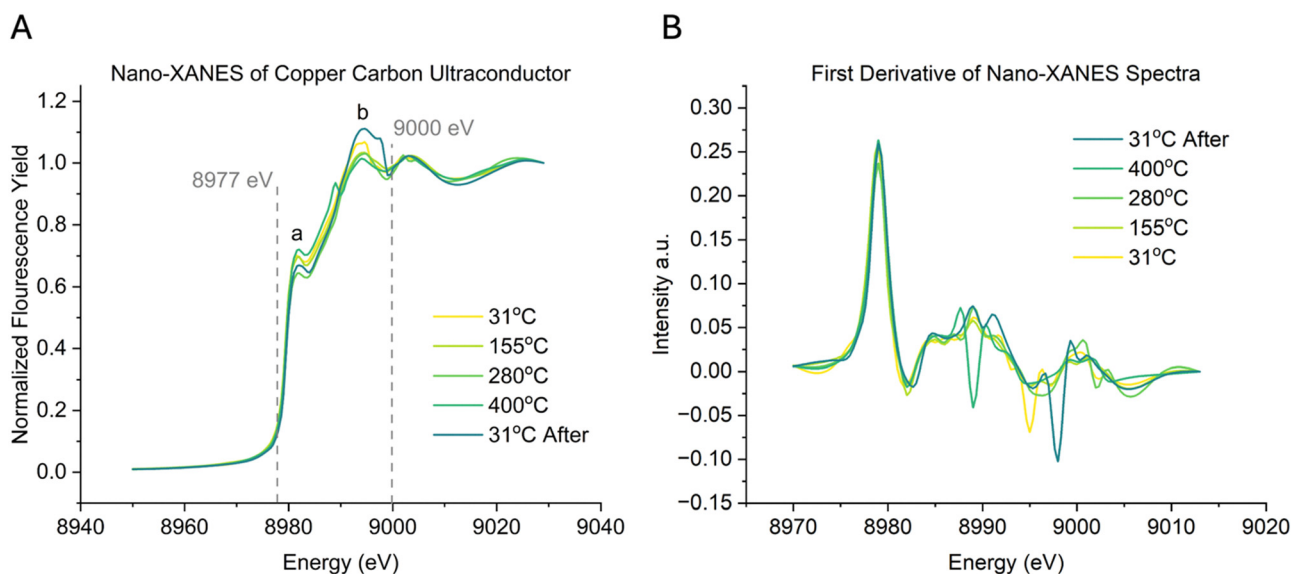 A
Nano-XANES of Copper Carbon Ultraconductor
Normalized Flourescence Yield
1.2
1.0
0.8
0.6
0.4
0.2
0.0
8977 eV
9000 eV
a
b
31°C
155°C
280°C
400°C
31°C After
8940
8960
8980
9000
9020
9040
Energy (eV)
B
First Derivative of Nano-XANES Spectra
Intensity a.u.
0.30
0.25
0.20
0.15
0.10
0.05
0.00
−0.05
−0.10
−0.15
31°C After
400°C
280°C
155°C
31°C
8970
8980
8990
9000
9010
9020
Energy (eV)